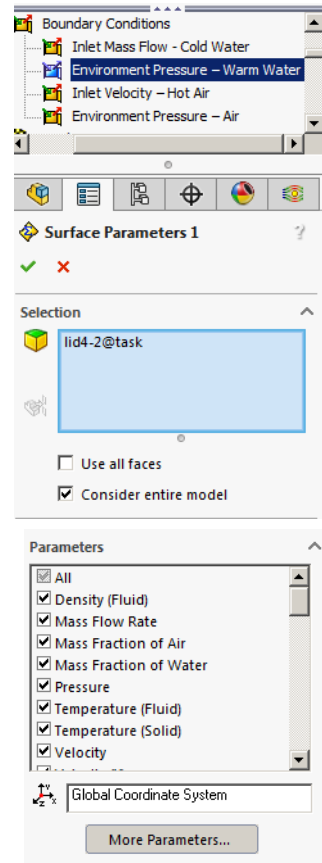 Boundary Conditions
Inlet Mass Flow - Cold Water
Environment Pressure – Warm Water
Inlet Velocity – Hot Air
Environment Pressure – Air
Surface Parameters 1
?
Selection
lid4-2@task
Use all faces
Consider entire model
Parameters
All
Density (Fluid)
Mass Flow Rate
Mass Fraction of Air
Mass Fraction of Water
Pressure
Temperature (Fluid)
Temperature (Solid)
Velocity
Global Coordinate System
More Parameters...